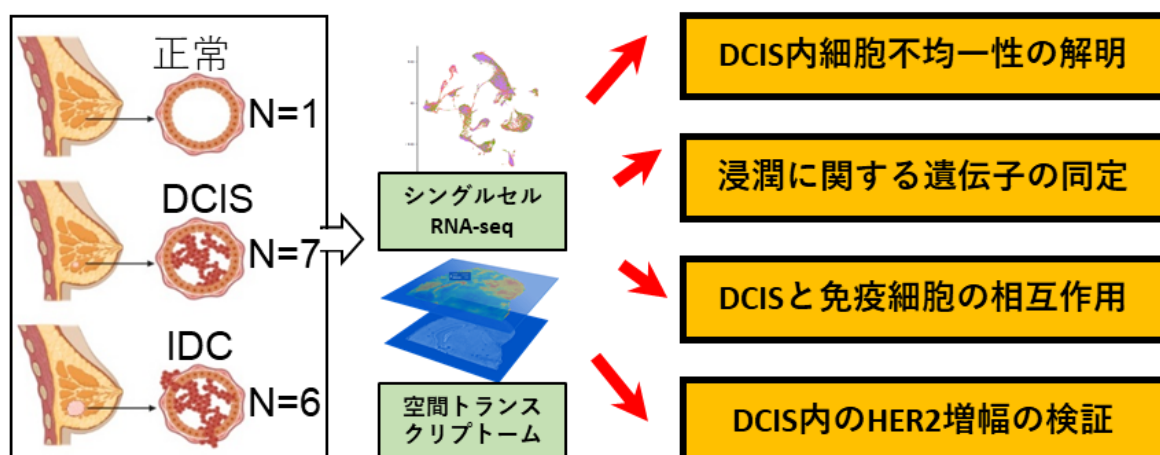 正常
N=1
DCIS
N=7
IDC
N=6
シングルセル
RNA-seq
空間トランス
クリプトーム
DCIS内細胞不均一性の解明
浸潤に関する遺伝子の同定
DCISと免疫細胞の相互作用
DCIS内のHER2増幅の検証